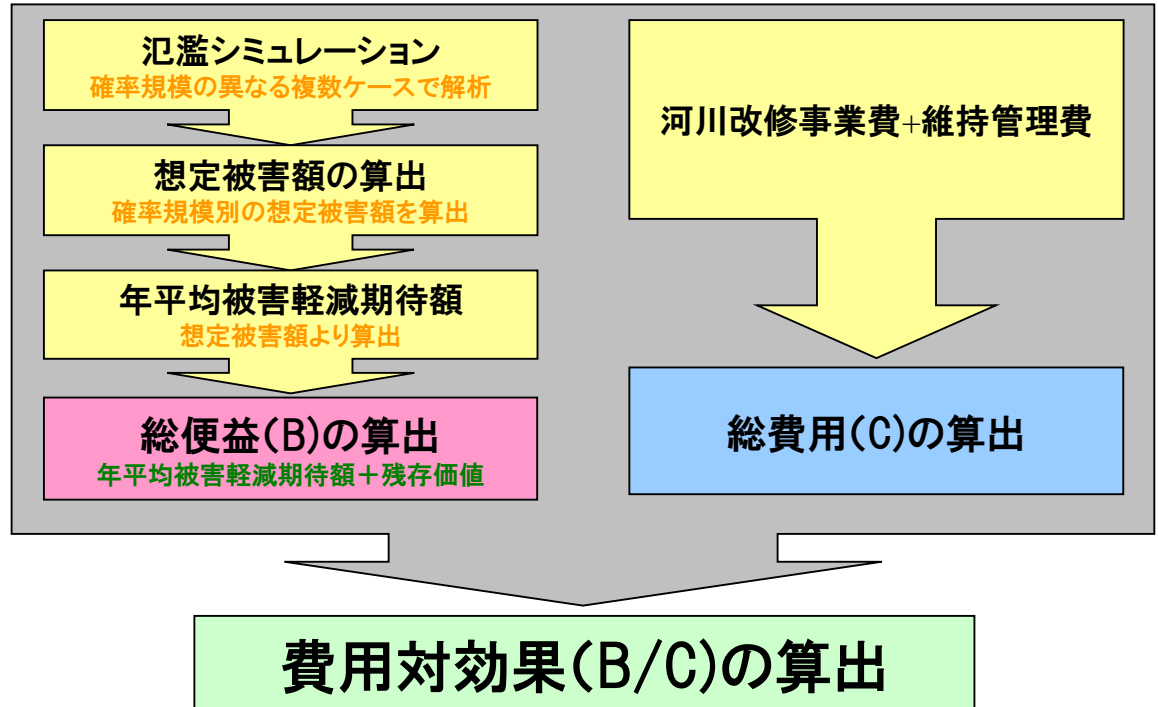 氾濫シミュレーション
確率規模の異なる複数ケースで解析
想定被害額の算出
確率規模別の想定被害額を算出
年平均被害軽減期待額
想定被害額より算出
総便益(B)の算出
年平均被害軽減期待額＋残存価値
河川改修事業費+維持管理費
総費用(C)の算出
費用対効果(B/C)の算出